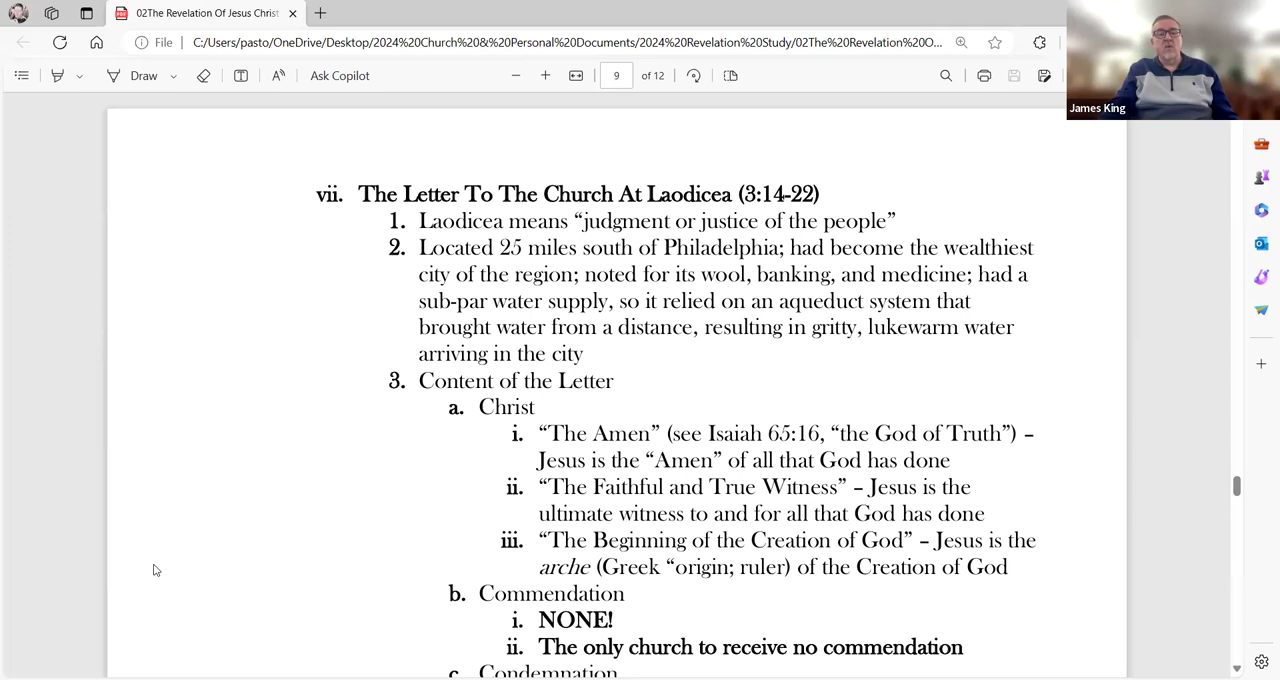 02The Revelation Of Jesus Christ
File
C:/Users/pasto/OneDrive/Desktop/2024%20Church%20&%20Personal%20Documents/2024%20Revelation%20Study/02The%20Revelation%20O...
Draw
Ask Copilot
9 of 12
James King
vii. The Letter To The Church At Laodicea (3:14-22)
1. Laodicea means “judgment or justice of the people”
2. Located 25 miles south of Philadelphia; had become the wealthiest
city of the region; noted for its wool, banking, and medicine; had a
sub-par water supply, so it relied on an aqueduct system that
brought water from a distance, resulting in gritty, lukewarm water
arriving in the city
3. Content of the Letter
a. Christ
i. “The Amen” (see Isaiah 65:16, “the God of Truth”) –
Jesus is the “Amen” of all that God has done
ii. “The Faithful and True Witness” – Jesus is the
ultimate witness to and for all that God has done
iii. “The Beginning of the Creation of God” – Jesus is the
arche (Greek “origin; ruler) of the Creation of God
b. Commendation
i. NONE!
ii. The only church to receive no commendation
c. Condemnation